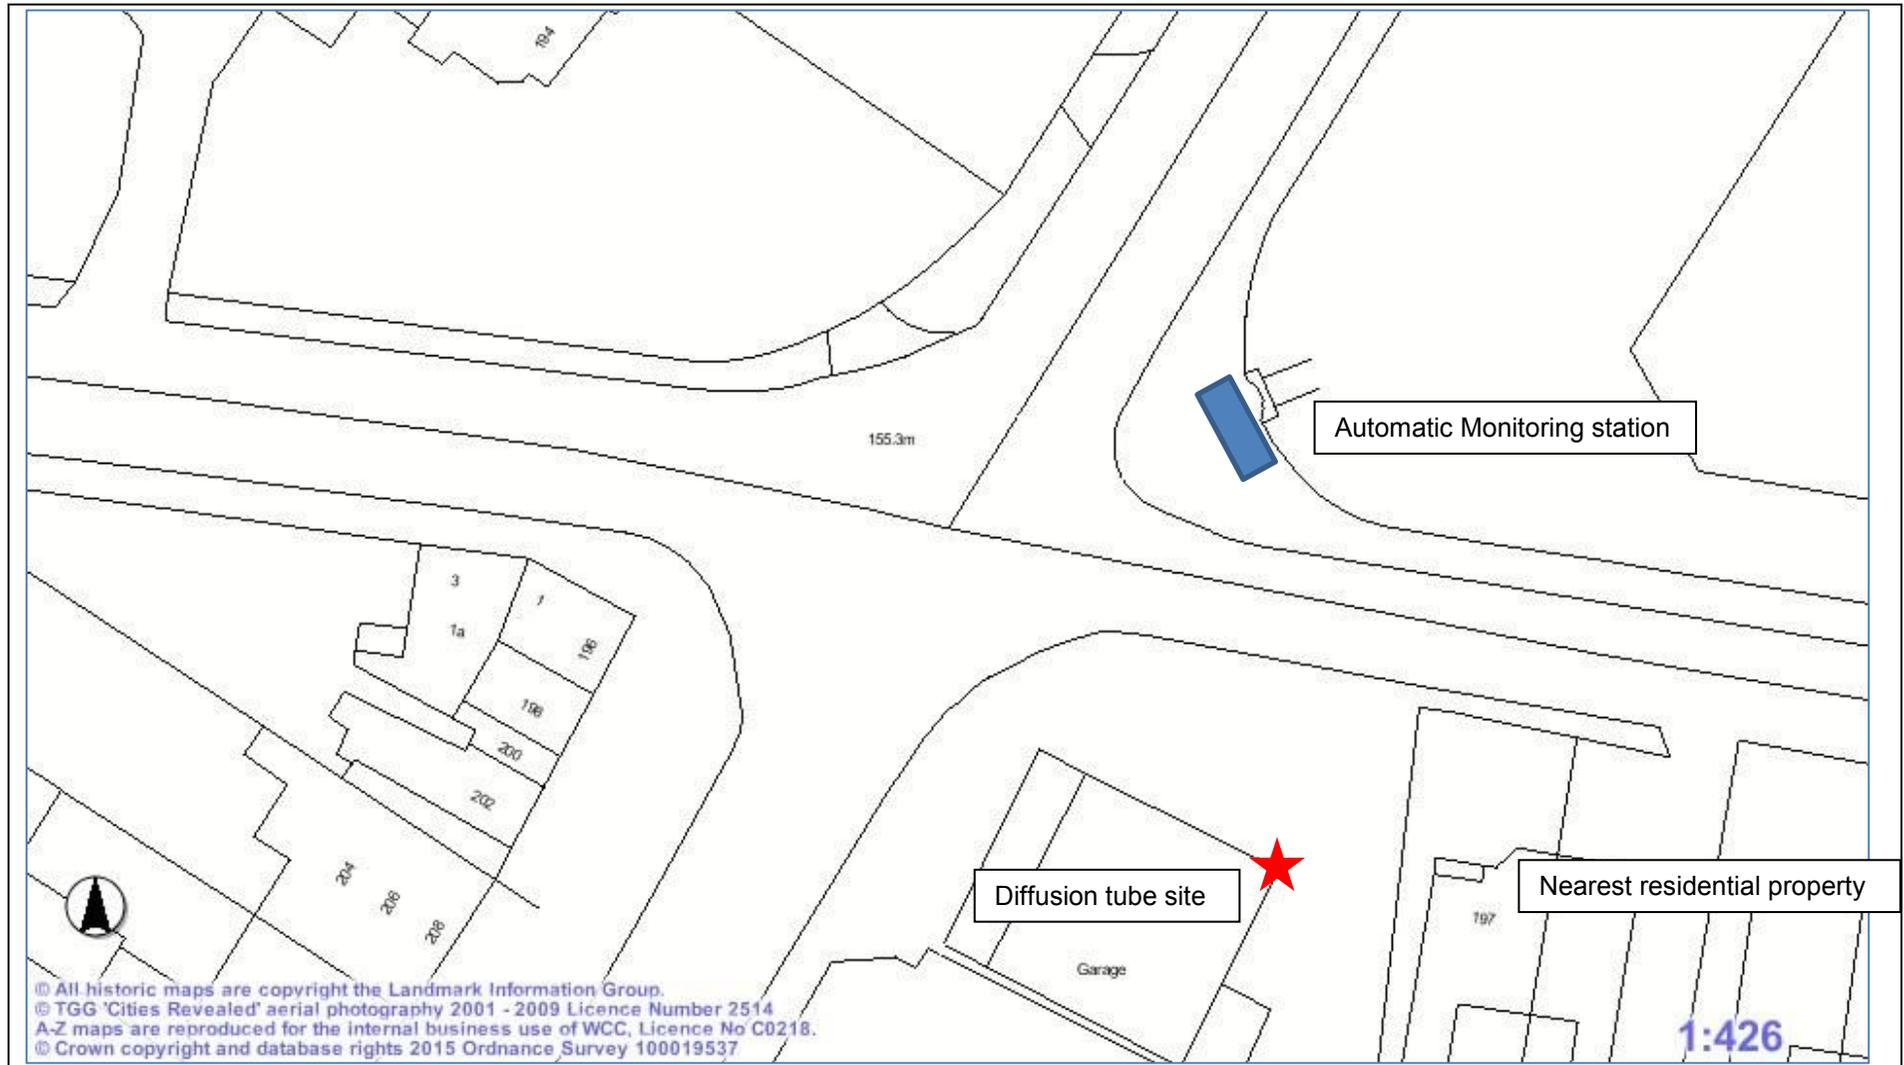 194
155.3m
Automatic Monitoring station
3
1
1a
196
198
200
202
204
206
208
Diffusion tube site
Nearest residential property
197
Garage
© All historic maps are copyright the Landmark Information Group.
© TGG 'Cities Revealed' aerial photography 2001 - 2009 Licence Number 2514
A-Z maps are reproduced for the internal business use of WCC, Licence No C0218.
© Crown copyright and database rights 2015 Ordnance Survey 100019537
1:426